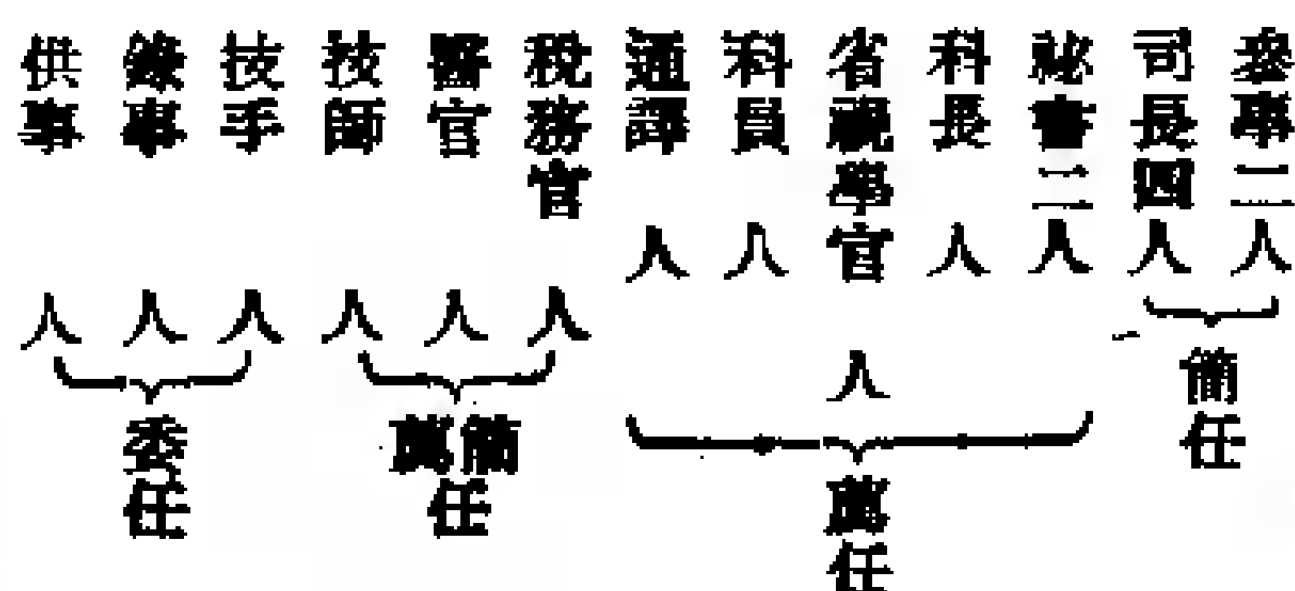 參事二人
司長四人
簡任
祕書二人
科長 人
省視學官 人
科員 人
通譯 人
薦任
稅務官 人
醫官 人
技師 人
簡薦任
技手 人
錄事 人
供事 人
委任